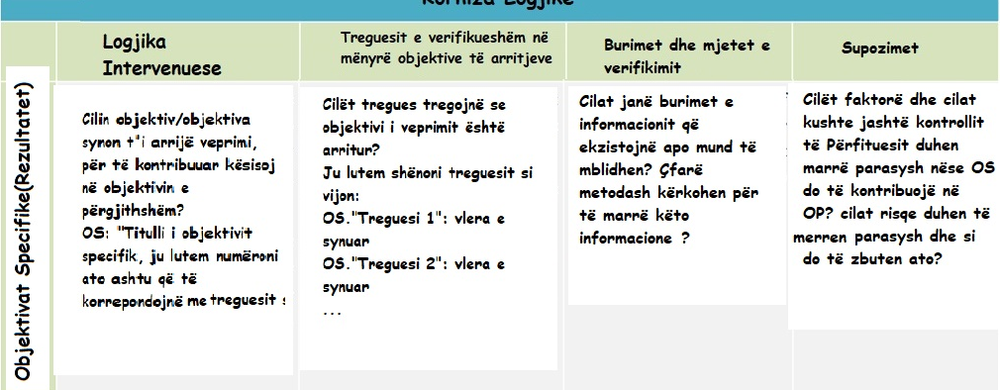 Korniza Logjike
Logjika
Intervenuese
Treguesit e verifikueshëm në
mënyrë objektive të arritjeve
Burimet dhe mjetet e
verifikimit
Supozimet
Objektivat Specifike(Rezultatet)
Cilin objektiv/objektiva
synon t"i arrijë veprimi,
për të kontribuuar kësisoj
në objektivin e
përgjithshëm?
OS: "Titulli i objektivit
specifik, ju lutem numëroni
ato ashtu që të
korrepondojnë me treguesit
Cilët tregues tregojnë se
objektivi i veprimit është
arritur?
Ju lutem shënoni treguesit si
vijon:
OS."Treguesi 1": vlera e
synuar
OS."Treguesi 2": vlera e
synuar
...
Cilat janë burimet e
informacionit që
ekzistojnë apo mund të
mblidhen? Çfarë
metodash kërkohen për
të marrë këto
informacione ?
Cilët faktorë dhe cilat
kushte jashtë kontrollit
të Përfituesit duhen
marrë parasysh nëse OS
do të kontribuojë në
OP? cilat risqe duhen të
merren parasysh dhe si
do të zbuten ato?